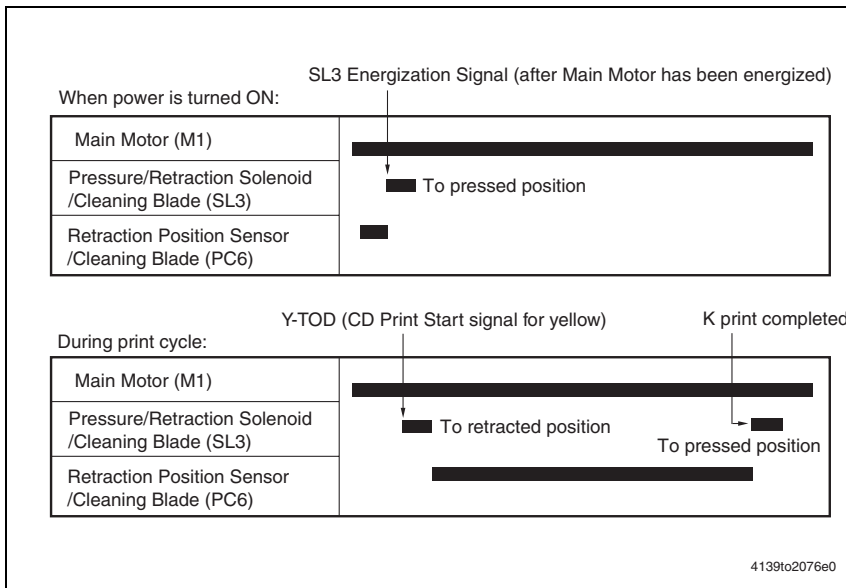 SL3 Energization Signal (after Main Motor has been energized)
When power is turned ON:
Main Motor (M1)
Pressure/Retraction Solenoid
/Cleaning Blade (SL3)
To pressed position
Retraction Position Sensor
/Cleaning Blade (PC6)
Y-TOD (CD Print Start signal for yellow)
K print completed
During print cycle:
Main Motor (M1)
Pressure/Retraction Solenoid
/Cleaning Blade (SL3)
To retracted position
To pressed position
Retraction Position Sensor
/Cleaning Blade (PC6)
4139to2076e0